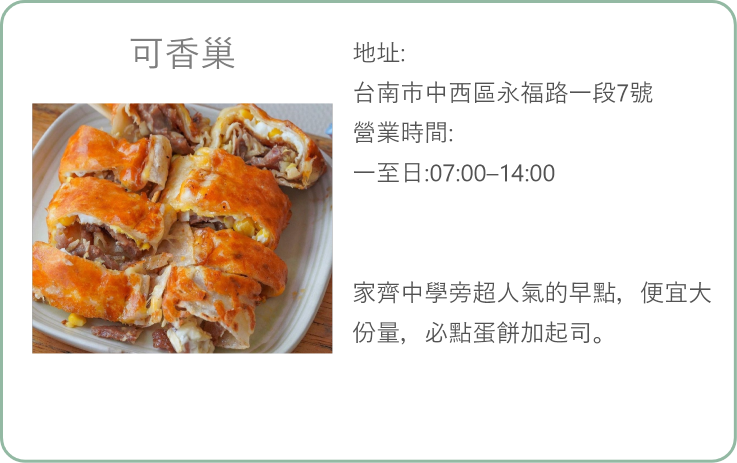 可香巢
地址:
台南市中西區永福路一段7號
營業時間:
一至日:07:00–14:00
家齊中學旁超人氣的早點，便宜大
份量，必點蛋餅加起司。